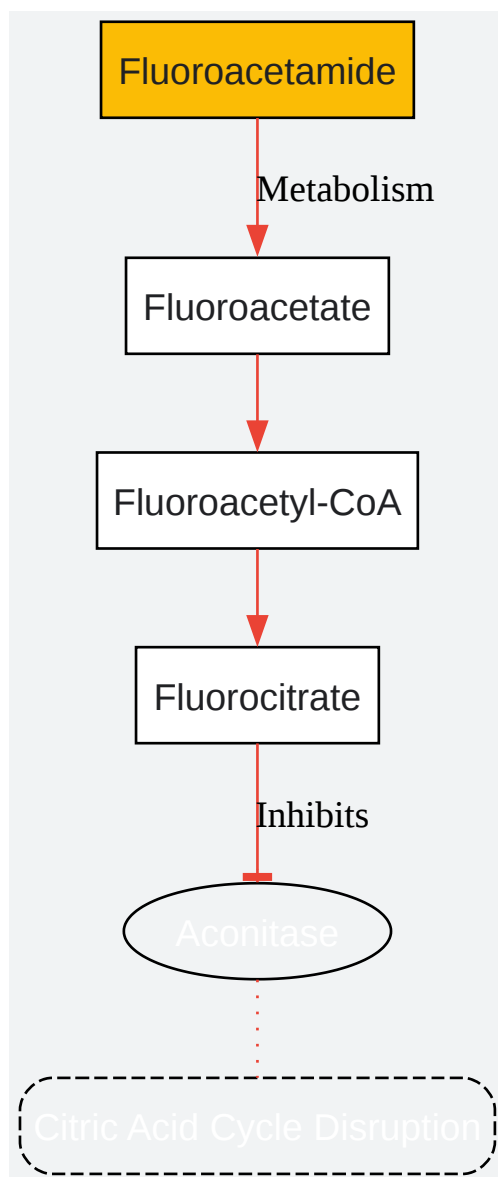 Fluoroacetamide
Metabolism
Fluoroacetate
Fluoroacetyl-CoA
Fluorocitrate
Inhibits
Aconitase
Citric Acid Cycle Disruption